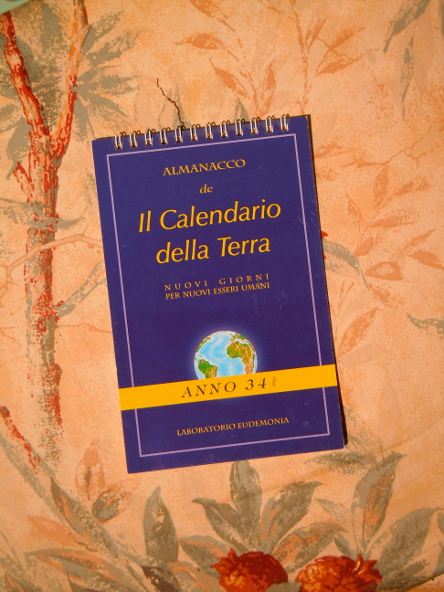 ALMANACCO
de
Il Calendario
della Terra
NUOVI GIORNI
PER NUOVI ESSERI UMANI
ANNO 34
LABORATORIO EUDEMONIA